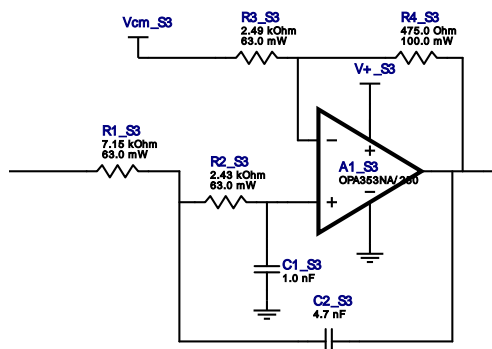 Vcm_S3
R3_S3
2.49 kOhm
63.0 mW
R4_S3
475.0 Ohm
100.0 mW
V+_S3
R1_S3
7.15 kOhm
63.0 mW
R2_S3
2.43 kOhm
63.0 mW
A1_S3
OPA353NA/250
C1_S3
1.0 nF
C2_S3
4.7 nF